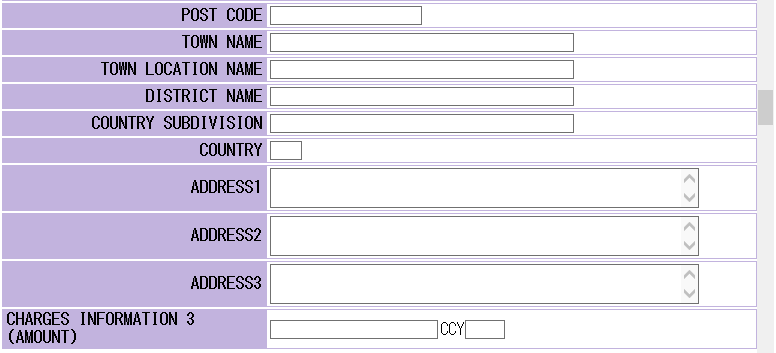 POST CODE
TOWN NAME
TOWN LOCATION NAME
DISTRICT NAME
COUNTRY SUBDIVISION
COUNTRY
ADDRESS1
ADDRESS2
ADDRESS3
CHARGES INFORMATION 3
(AMOUNT)
CCY